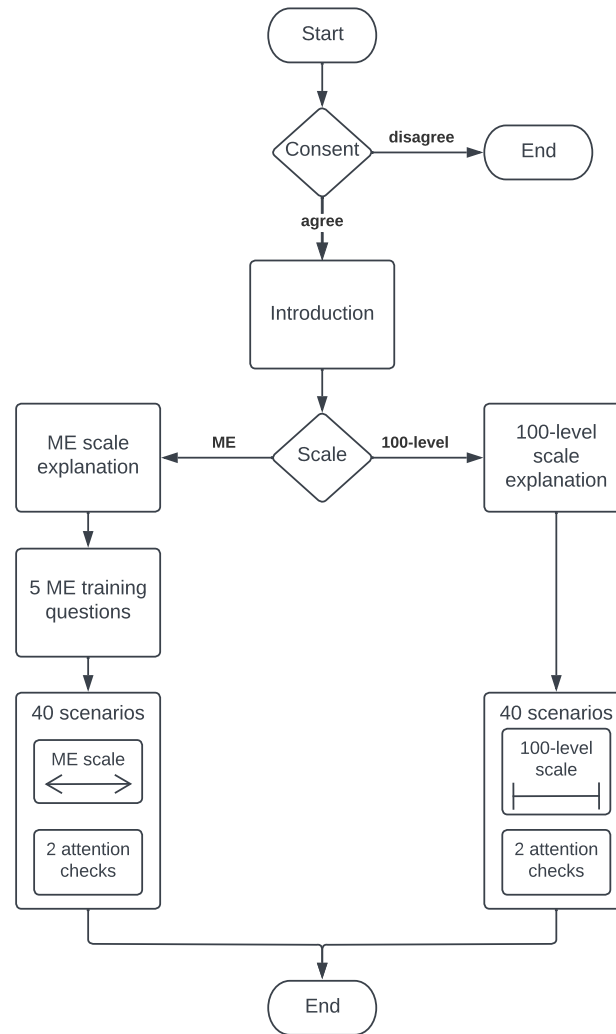 Start
Consent
disagree
End
agree
Introduction
ME scale
explanation
ME
Scale
100-level
100-level
scale
explanation
5 ME training
questions
40 scenarios
ME scale
2 attention
checks
40 scenarios
100-level
scale
2 attention
checks
End